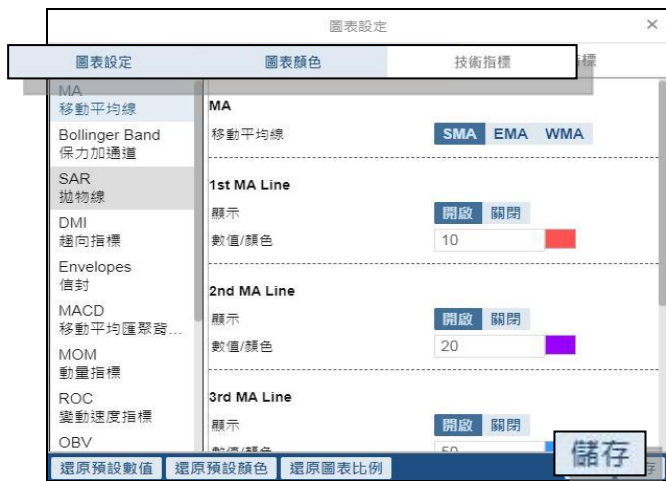 圖表設定
×
圖表設定 圖表顏色 技術指標
標
MA
移動平均線
Bollinger Band
保力加通道
SAR
拋物線
DMI
趨向指標
Envelopes
信封
MACD
移動平均匯聚背...
MOM
動量指標
ROC
變動速度指標
OBV
MA
移動平均線 SMA EMA WMA
1st MA Line
顯示 開啟 關閉
數值/顏色 10
2nd MA Line
顯示 開啟 關閉
數值/顏色 20
3rd MA Line
顯示 開啟 關閉
數值/顏色 50
還原預設數值 還原預設顏色 還原圖表比例 儲存